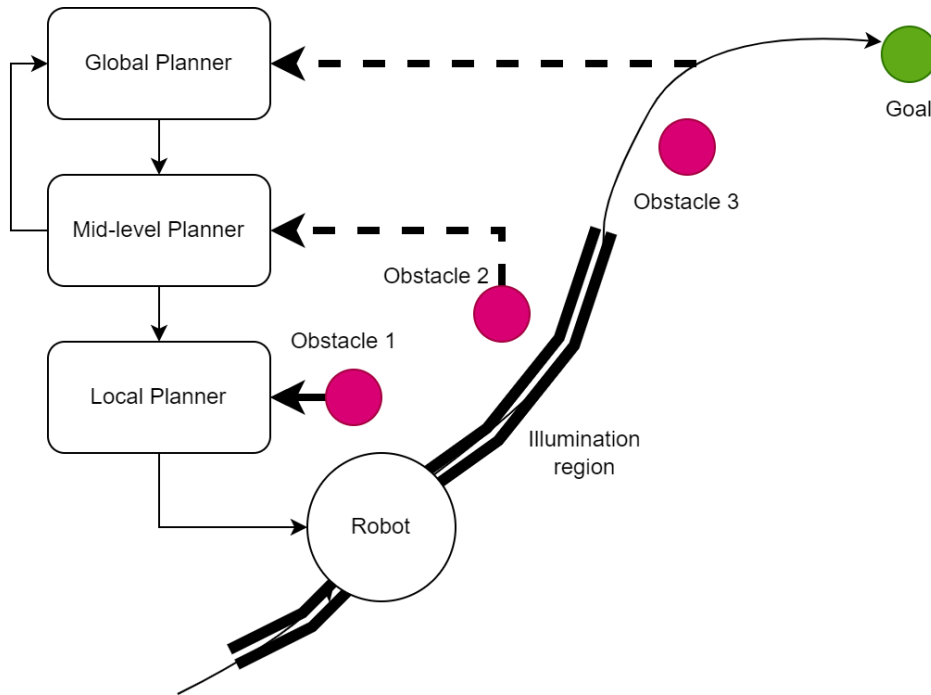 Global Planner
Goal
Mid-level Planner
Obstacle 3
Obstacle 2
Obstacle 1
Local Planner
Illumination
region
Robot